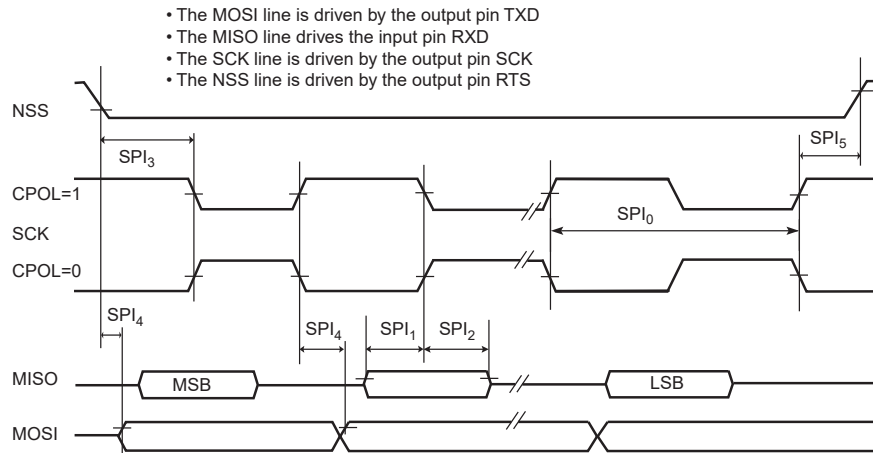 • The MOSI line is driven by the output pin TXD
• The MISO line drives the input pin RXD
• The SCK line is driven by the output pin SCK
• The NSS line is driven by the output pin RTS
NSS
SPI₃
SPI₅
CPOL=1
SCK
SPI₀
CPOL=0
SPI₄
SPI₄
SPI₁
SPI₂
MISO
MSB
LSB
MOSI